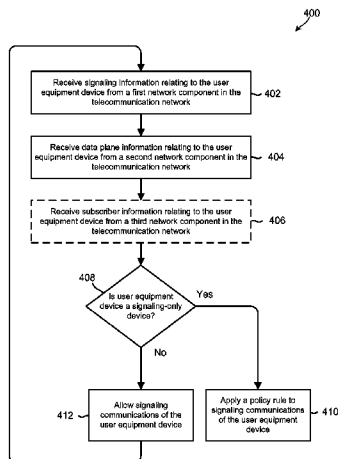 400
Receive signaling information relating to the user
equipment device from a first network component in the
telecommunication network
402
Receive data plane information relating to the user
equipment device from a second network component in the
telecommunication network
404
Receive subscriber information relating to the user
equipment device from a third network component in the
telecommunication network
406
408
Is user equipment
device a signaling-only
device?
Yes
No
Allow signaling
communications of the
user equipment device
412
Apply a policy rule to
signaling communications
of the user equipment
device
410